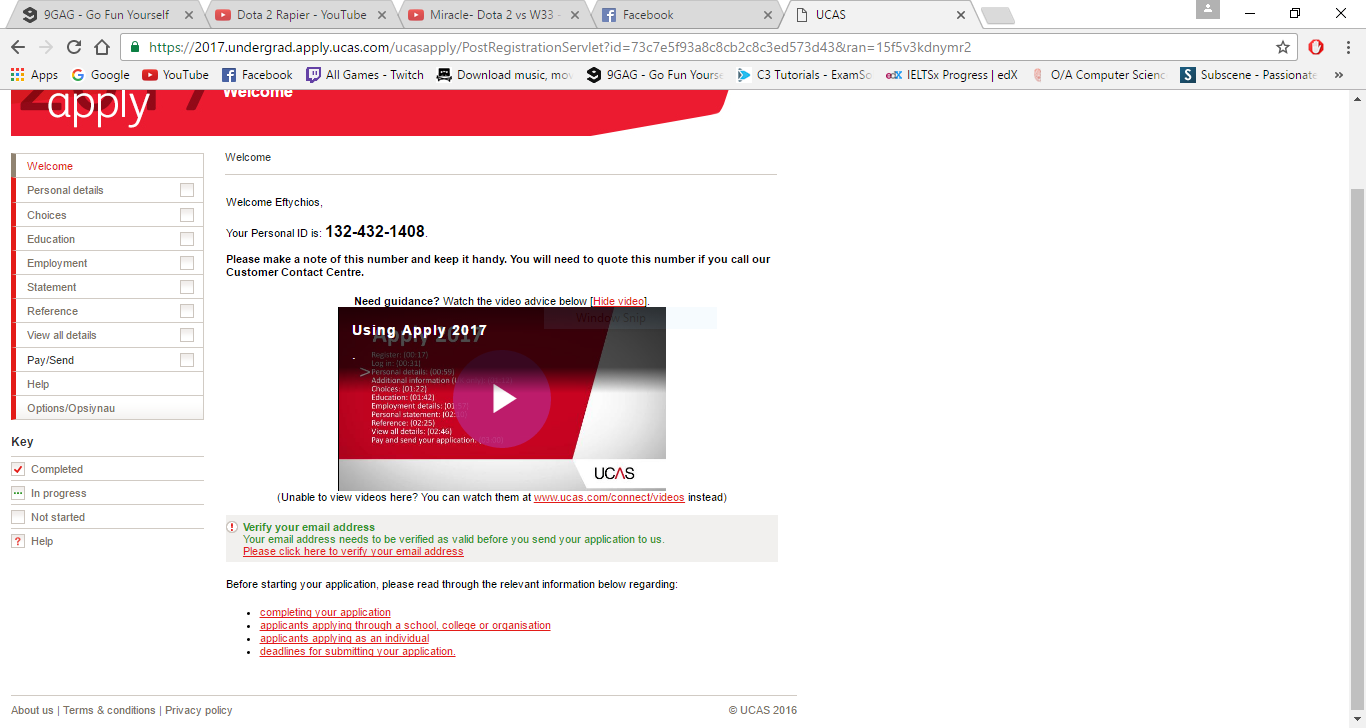 9GAG - Go Fun Yourself
Dota 2 Rapier - YouTube
Miracle- Dota 2 vs W33 -
Facebook
UCAS
https://2017.undergrad.apply.ucas.com/ucasapply/PostRegistrationServlet?id=73c7e5f93a8c8cb2c8c3ed573d43&ran=15f5v3kdnymr2
Apps
Google
YouTube
Facebook
All Games - Twitch
Download music, mov
9GAG - Go Fun Yourse
C3 Tutorials - ExamSo
edX IELTSx Progress | edX
O/A Computer Scienc
S Subscene - Passionate
»
2017
apply
Welcome
Welcome
Personal details
Choices
Education
Employment
Statement
Reference
View all details
Pay/Send
Help
Options/Opsiynau
Key
Completed
In progress
Not started
? Help
Welcome
Welcome Eftychios,
Your Personal ID is: 132-432-1408.
Please make a note of this number and keep it handy. You will need to quote this number if you call our
Customer Contact Centre.
Need guidance? Watch the video advice below [Hide video].
Window Snip
Using Apply 2017
Apply 2017
Register: (00:17)
Log in: (00:31)
> Personal details: (00:59)
Additional information
Choices: (01:22)
Education: (01:42)
Employment details:
Personal statement:
Reference: (02:25)
View all details: (02:46)
Pay and send your application:
UCAS
(Unable to view videos here? You can watch them at www.ucas.com/connect/videos instead)
! Verify your email address
Your email address needs to be verified as valid before you send your application to us.
Please click here to verify your email address
Before starting your application, please read through the relevant information below regarding:
• completing your application
• applicants applying through a school, college or organisation
• applicants applying as an individual
• deadlines for submitting your application.
About us | Terms & conditions | Privacy policy
© UCAS 2016